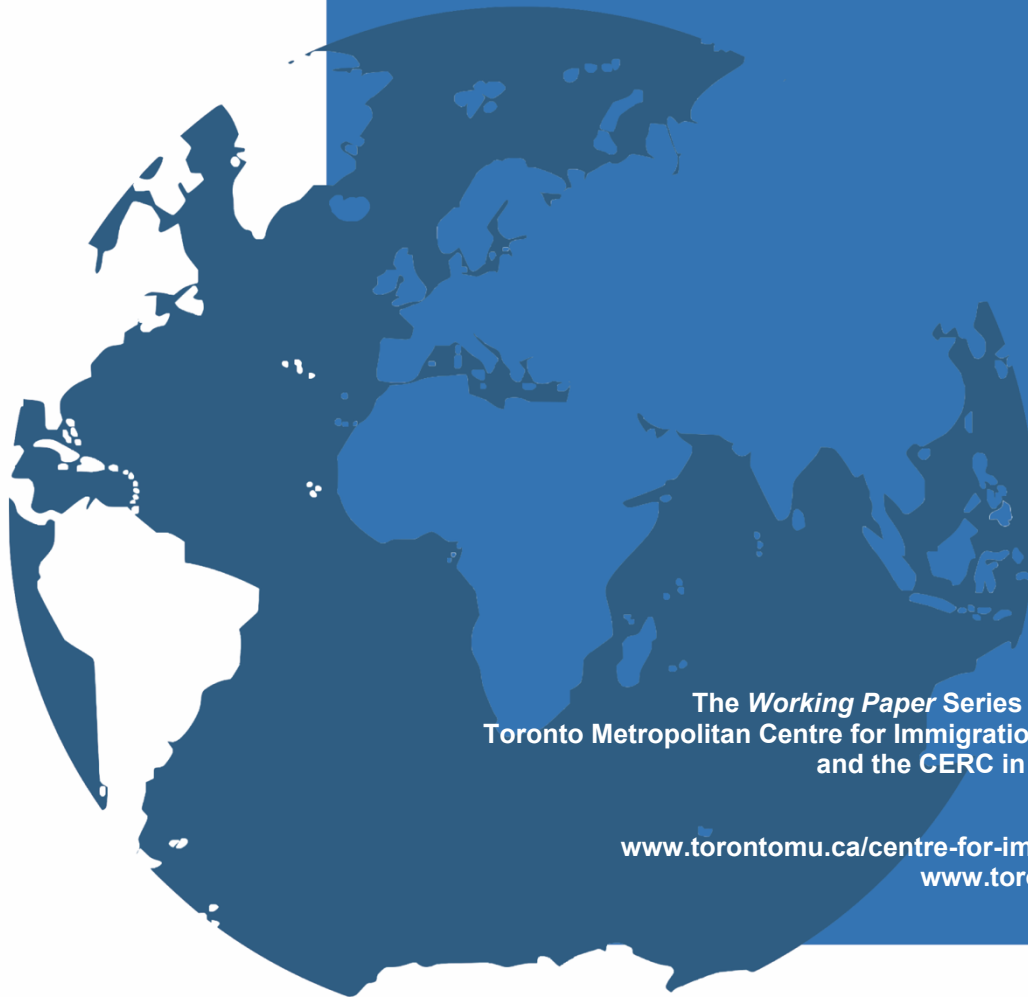 The Working Paper Series
Toronto Metropolitan Centre for Immigratio
and the CERC in
www.torontomu.ca/centre-for-im
www.toro